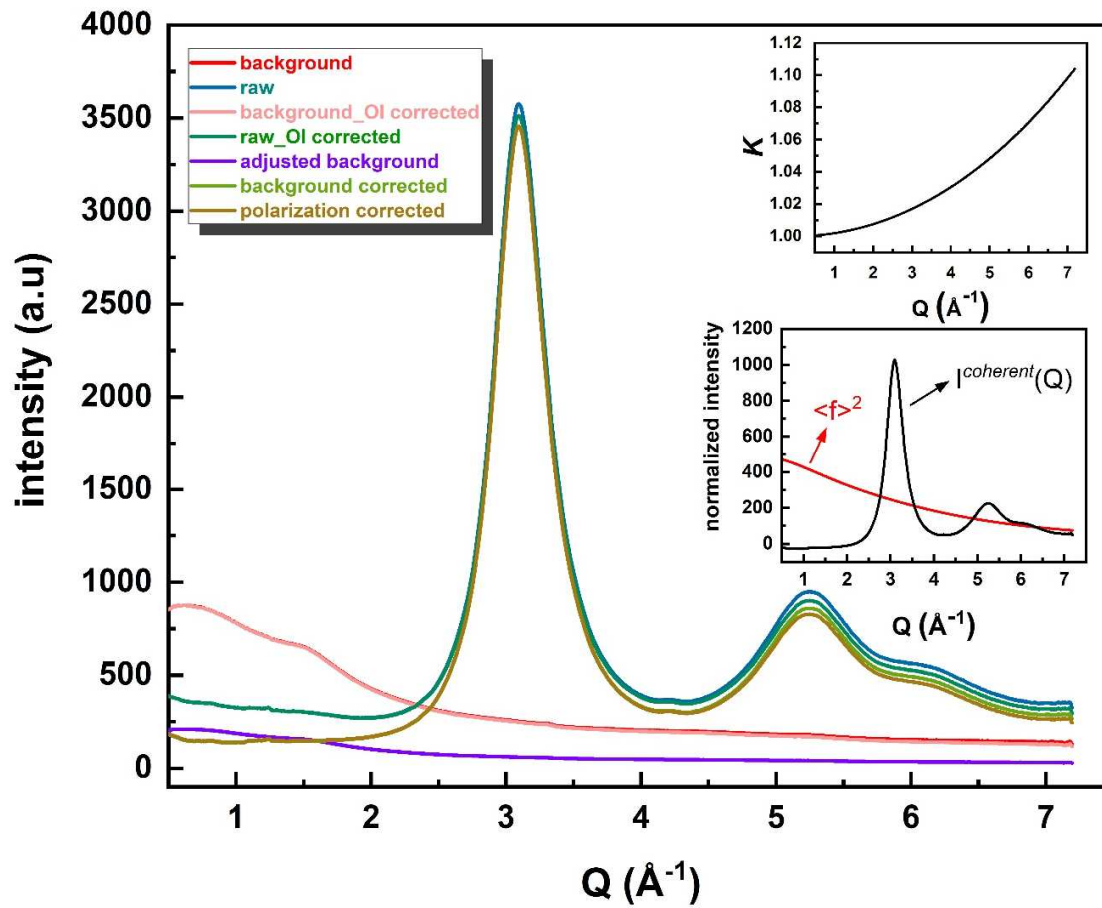 4000
3500
3000
2500
2000
1500
1000
500
0
intensity (a.u)
background
raw
background_OI corrected
raw_OI corrected
adjusted background
background corrected
polarization corrected
1.12
1.10
1.08
1.06
1.04
1.02
1.00
K
1 2 3 4 5 6 7
Q (Å⁻¹)
1200
1000
800
600
400
200
0
normalized intensity
<f>²
I^coherent(Q)
1 2 3 4 5 6 7
Q (Å⁻¹)
1 2 3 4 5 6 7
Q (Å⁻¹)